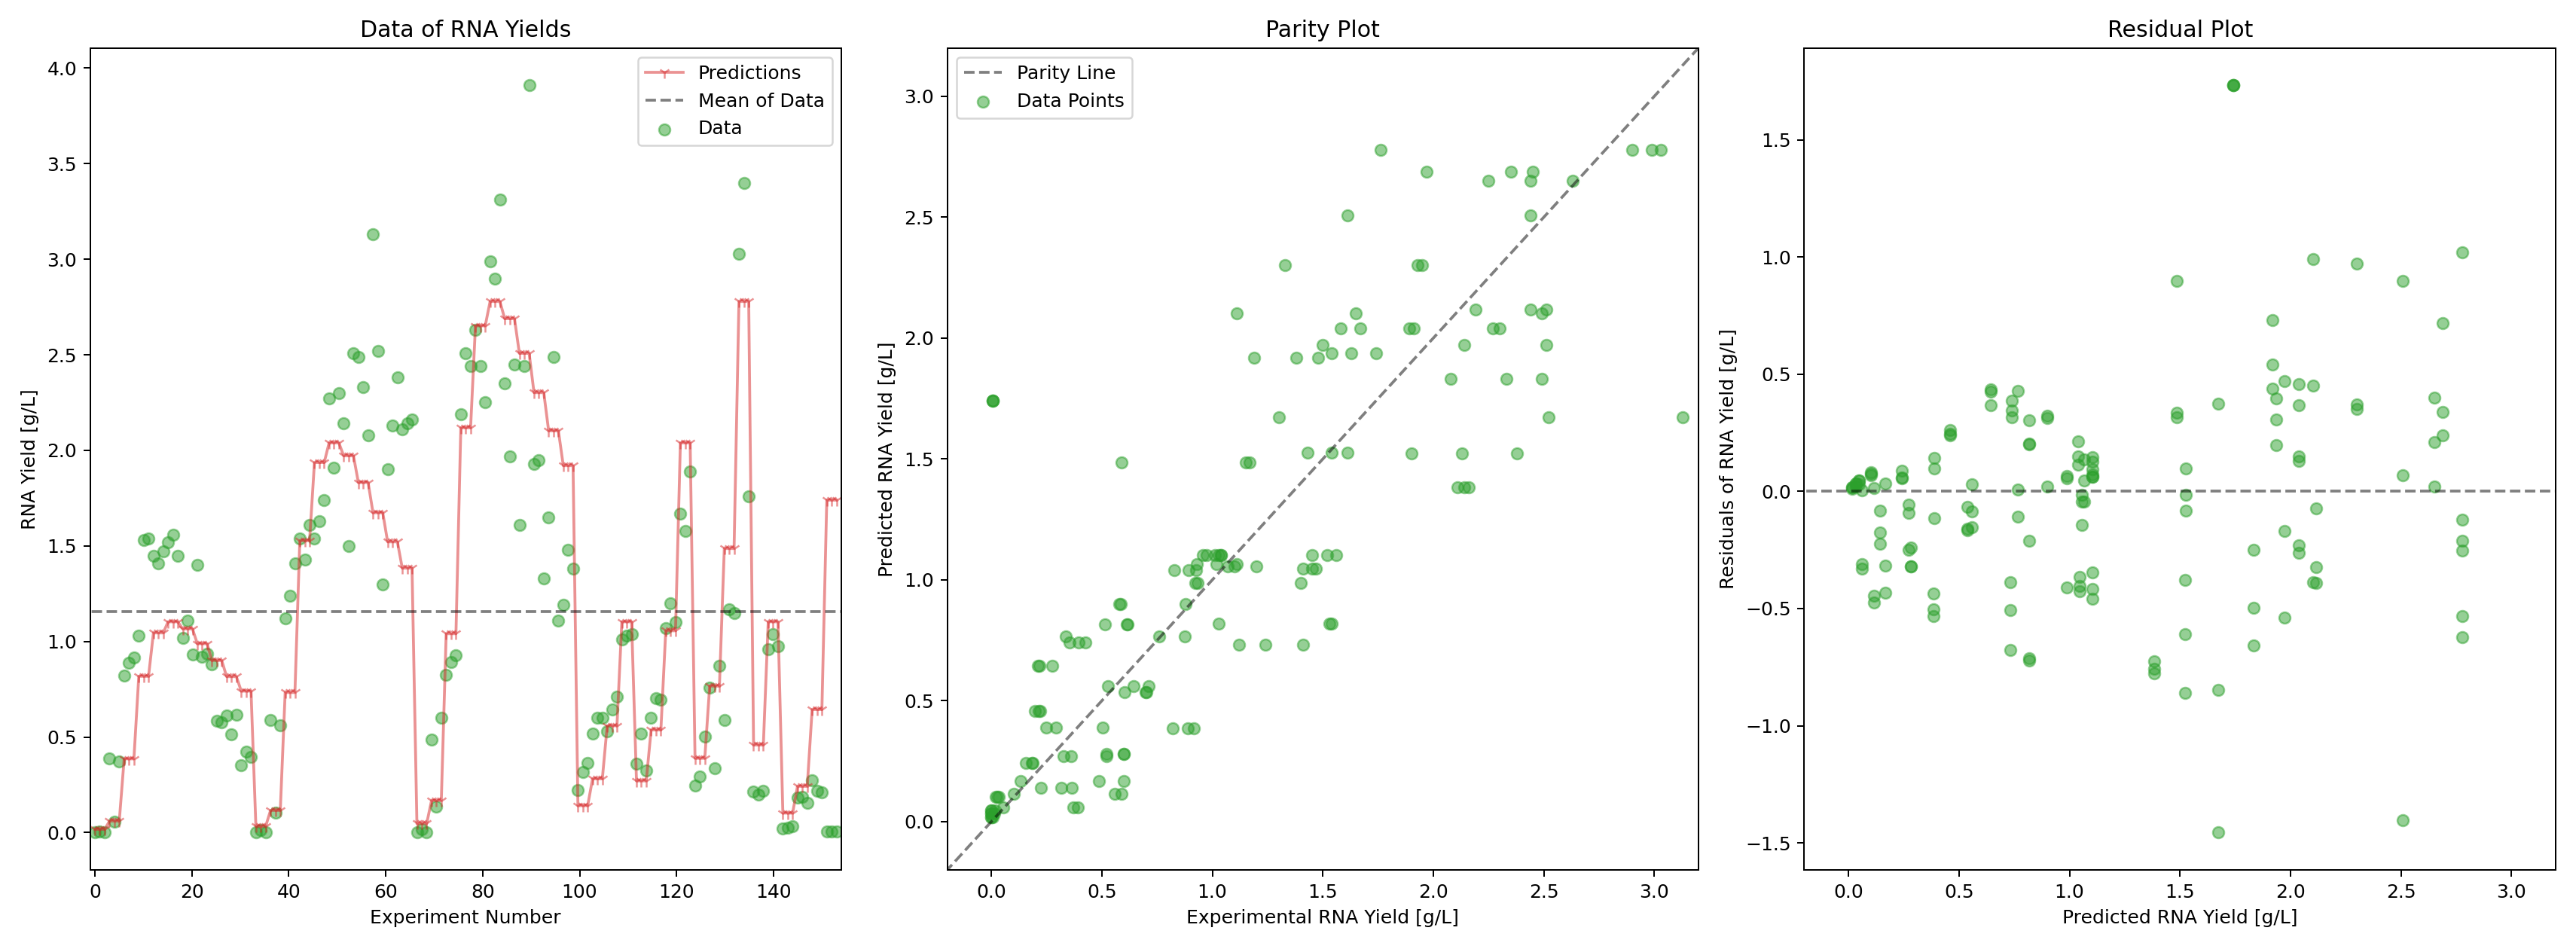 Data of RNA Yields
RNA Yield [g/L]
4.0
3.5
3.0
2.5
2.0
1.5
1.0
0.5
0.0
0 20 40 60 80 100 120 140
Experiment Number
Predictions
Mean of Data
Data
Parity Plot
Predicted RNA Yield [g/L]
3.0
2.5
2.0
1.5
1.0
0.5
0.0
0.0 0.5 1.0 1.5 2.0 2.5 3.0
Experimental RNA Yield [g/L]
Parity Line
Data Points
Residual Plot
Residuals of RNA Yield [g/L]
1.5
1.0
0.5
0.0
−0.5
−1.0
−1.5
0.0 0.5 1.0 1.5 2.0 2.5 3.0
Predicted RNA Yield [g/L]